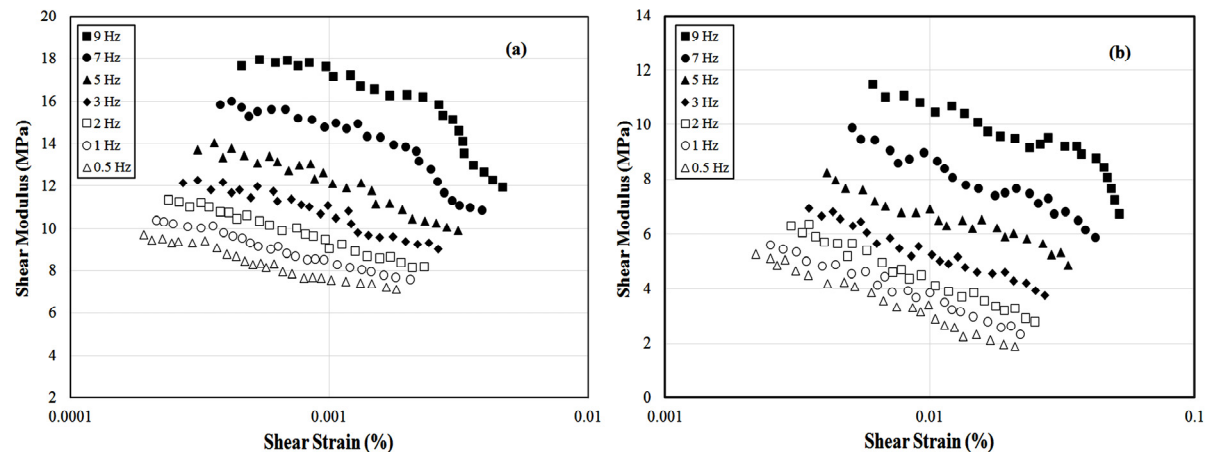 20
18
16
14
12
10
8
6
4
2
0.0001
0.001
0.01
Shear Modulus (MPa)
Shear Strain (%)
9 Hz
7 Hz
5 Hz
3 Hz
2 Hz
1 Hz
0.5 Hz
(a)
14
12
10
8
6
4
2
0
0.001
0.01
0.1
Shear Modulus (MPa)
Shear Strain (%)
9 Hz
7 Hz
5 Hz
3 Hz
2 Hz
1 Hz
0.5 Hz
(b)